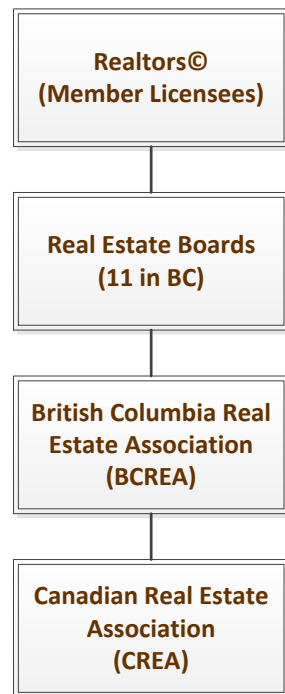 Realtors©
(Member Licensees)
Real Estate Boards
(11 in BC)
British Columbia Real
Estate Association
(BCREA)
Canadian Real Estate
Association
(CREA)